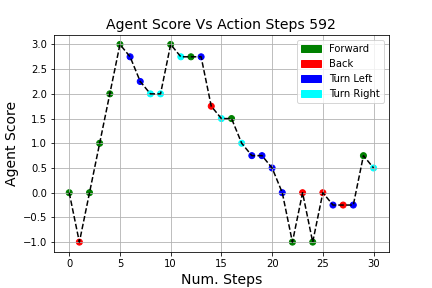 Agent Score Vs Action Steps 592
3.0
2.5
2.0
1.5
1.0
0.5
0.0
−0.5
−1.0
Agent Score
Forward
Back
Turn Left
Turn Right
0 5 10 15 20 25 30
Num. Steps